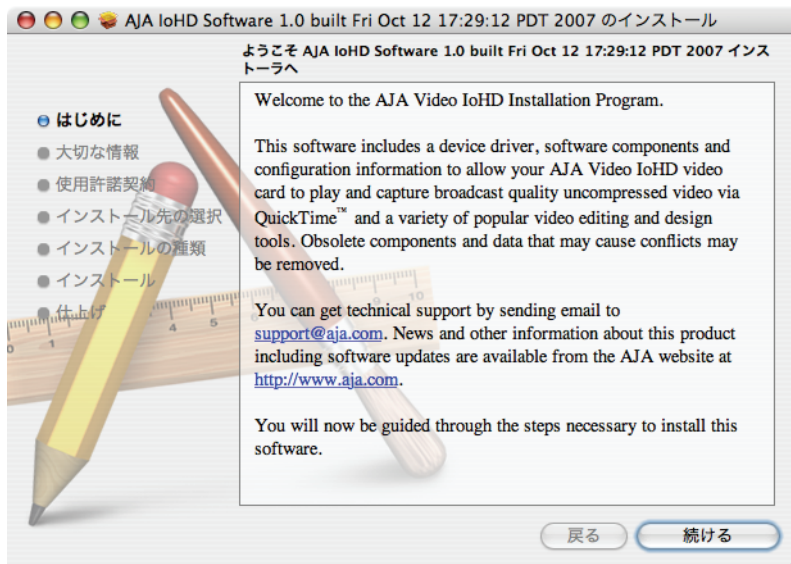 AJA IoHD Software 1.0 built Fri Oct 12 17:29:12 PDT 2007 のインストール
ようこそ AJA IoHD Software 1.0 built Fri Oct 12 17:29:12 PDT 2007 インス
トーラへ
はじめに
大切な情報
使用許諾契約
インストール先の選択
インストールの種類
インストール
仕上げ
Welcome to the AJA Video IoHD Installation Program.
This software includes a device driver, software components and
configuration information to allow your AJA Video IoHD video
card to play and capture broadcast quality uncompressed video via
QuickTime™ and a variety of popular video editing and design
tools. Obsolete components and data that may cause conflicts may
be removed.
You can get technical support by sending email to
support@aja.com. News and other information about this product
including software updates are available from the AJA website at
http://www.aja.com.
You will now be guided through the steps necessary to install this
software.
0 1 4 5 9 10
戻る 続ける